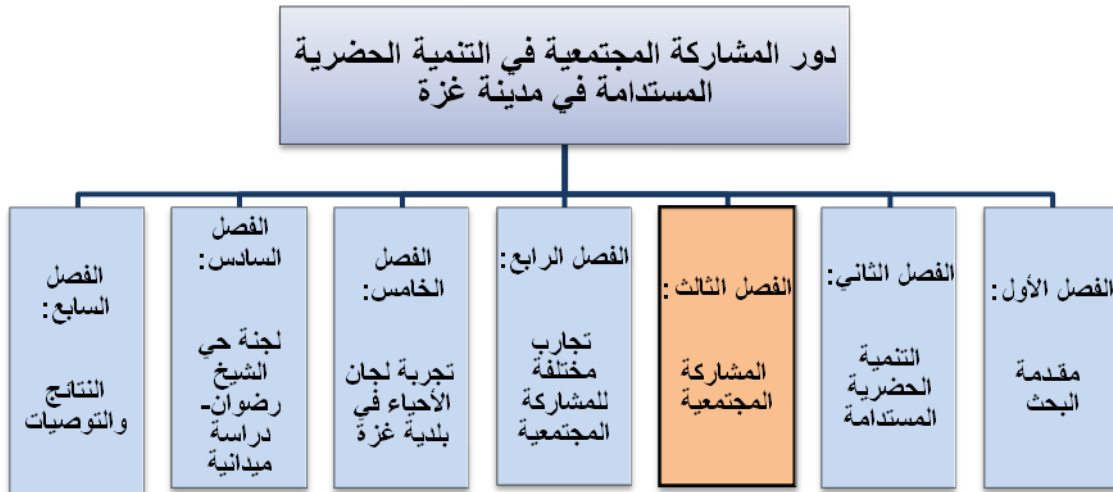 دور المشاركة المجتمعية في التنمية الحضرية
المستدامة في مدينة غزة
الفصل الأول:
مقدمة
البحث
الفصل الثاني:
التنمية
الحضرية
المستدامة
الفصل الثالث:
المشاركة
المجتمعية
الفصل الرابع:
تجارب
مختلفة
للمشاركة
المجتمعية
الفصل
الخامس:
تجربة لجان
الأحياء في
بلدية غزة
الفصل
السادس:
لجنة حي
الشيخ
رضوان-
دراسة
ميدانية
الفصل
السابع:
النتائج
والتوصيات